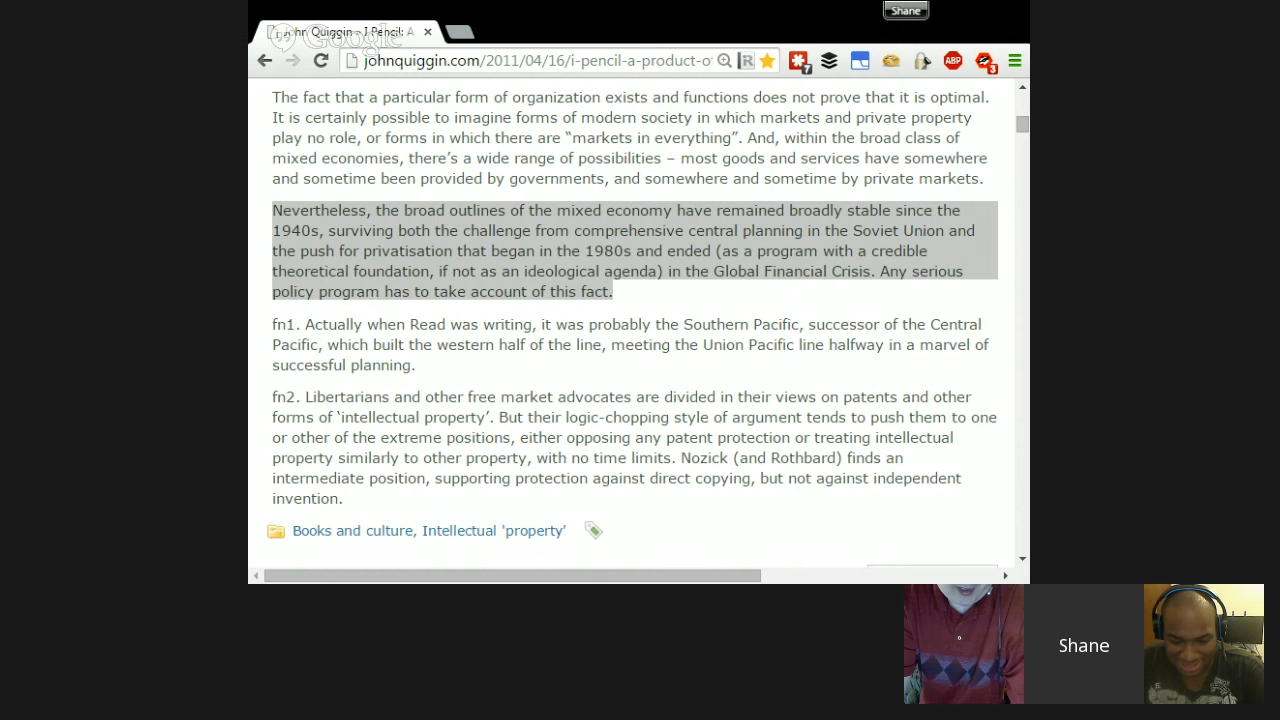 Shane
John Quiggin - I Pencil: A
Google
johnquiggin.com/2011/04/16/i-pencil-a-product-o
7
ABP
3
The fact that a particular form of organization exists and functions does not prove that it is optimal.
It is certainly possible to imagine forms of modern society in which markets and private property
play no role, or forms in which there are “markets in everything”. And, within the broad class of
mixed economies, there’s a wide range of possibilities – most goods and services have somewhere
and sometime been provided by governments, and somewhere and sometime by private markets.
Nevertheless, the broad outlines of the mixed economy have remained broadly stable since the
1940s, surviving both the challenge from comprehensive central planning in the Soviet Union and
the push for privatisation that began in the 1980s and ended (as a program with a credible
theoretical foundation, if not as an ideological agenda) in the Global Financial Crisis. Any serious
policy program has to take account of this fact.
fn1. Actually when Read was writing, it was probably the Southern Pacific, successor of the Central
Pacific, which built the western half of the line, meeting the Union Pacific line halfway in a marvel of
successful planning.
fn2. Libertarians and other free market advocates are divided in their views on patents and other
forms of ‘intellectual property’. But their logic-chopping style of argument tends to push them to one
or other of the extreme positions, either opposing any patent protection or treating intellectual
property similarly to other property, with no time limits. Nozick (and Rothbard) finds an
intermediate position, supporting protection against direct copying, but not against independent
invention.
Books and culture, Intellectual 'property'
Shane